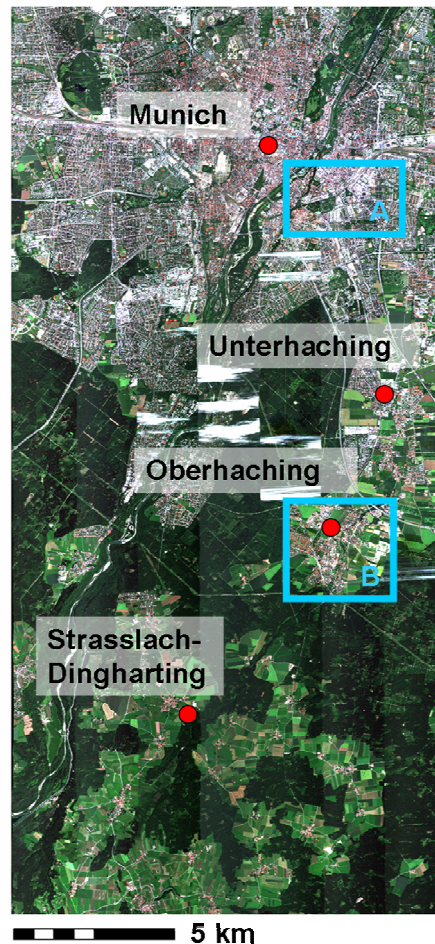 Munich
A
Unterhaching
Oberhaching
B
Strasslach-
Dingharting
5 km